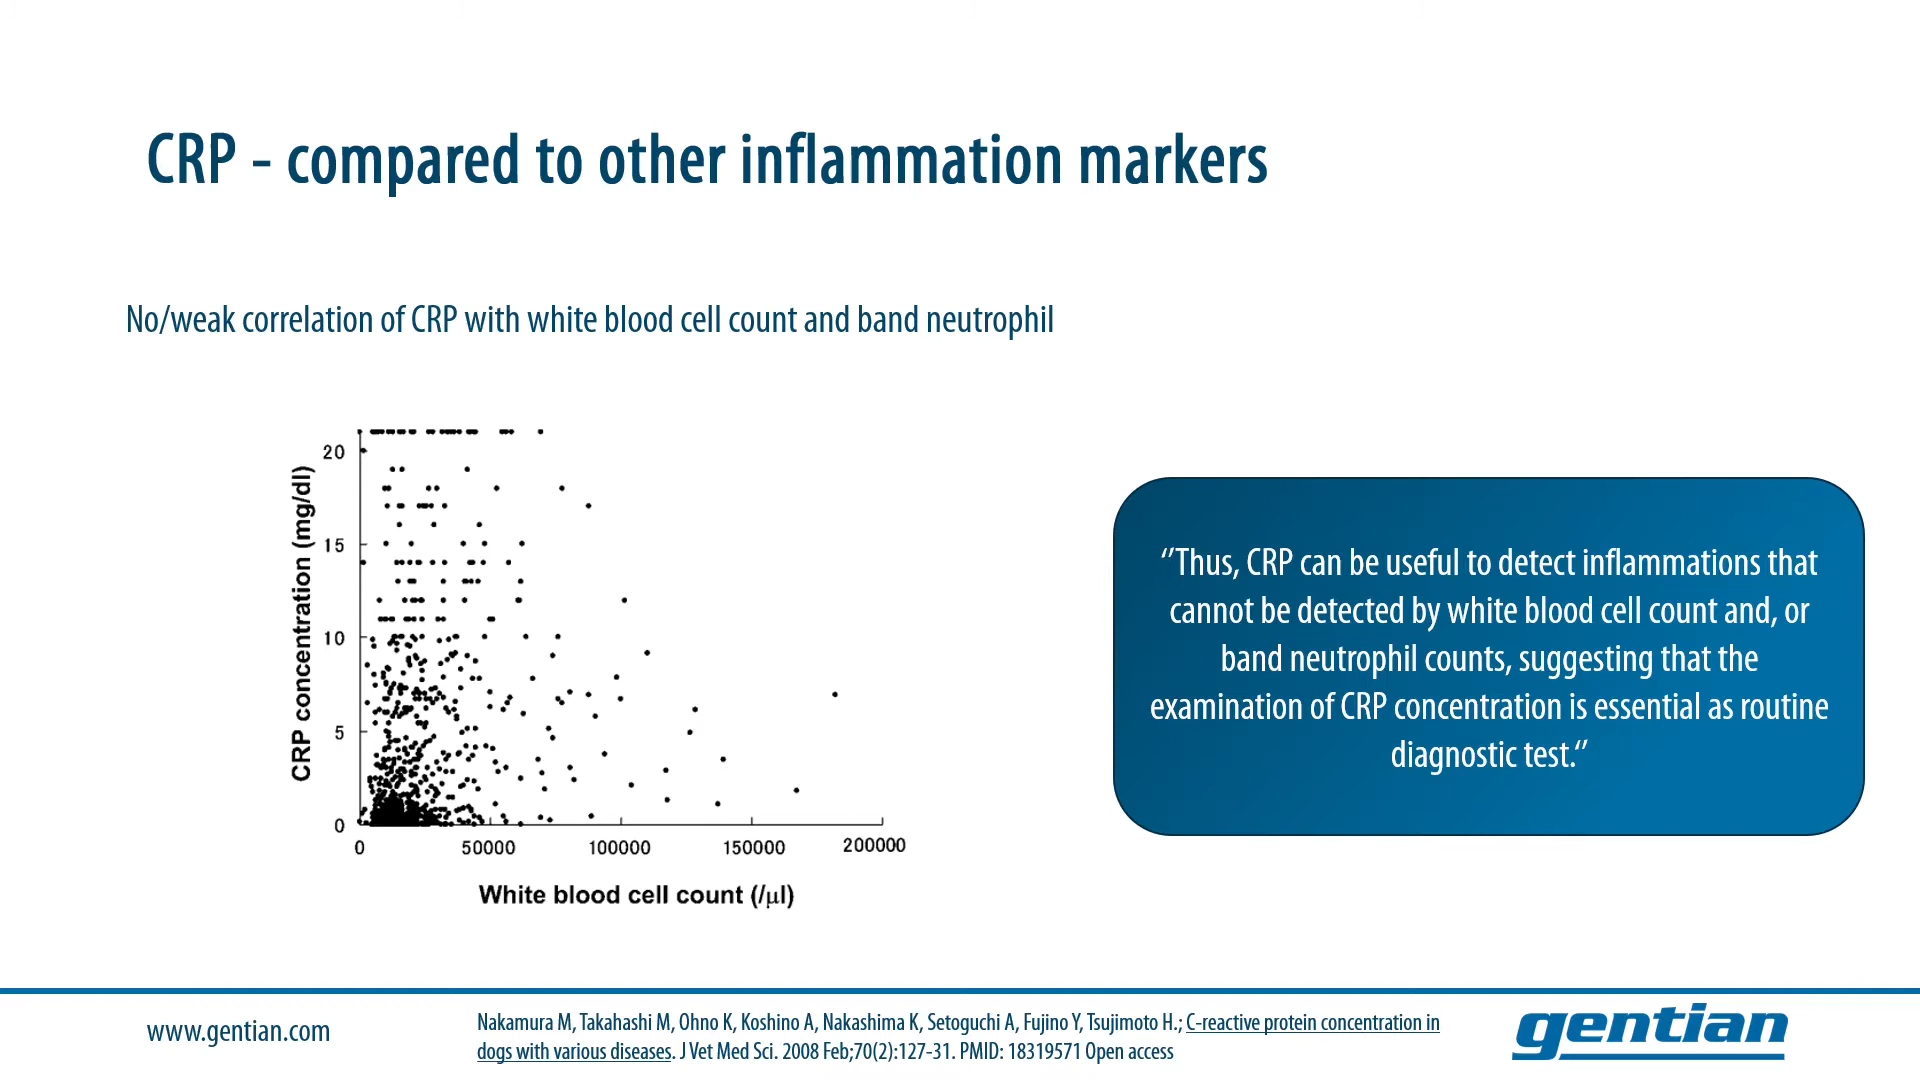 CRP - compared to other inflammation markers
No/weak correlation of CRP with white blood cell count and band neutrophil
CRP concentration (mg/dl)
20
15
10
5
0
0 50000 100000 150000 200000
White blood cell count (/μl)
‘’Thus, CRP can be useful to detect inflammations that
cannot be detected by white blood cell count and, or
band neutrophil counts, suggesting that the
examination of CRP concentration is essential as routine
diagnostic test.‘’
www.gentian.com
Nakamura M, Takahashi M, Ohno K, Koshino A, Nakashima K, Setoguchi A, Fujino Y, Tsujimoto H.; C-reactive protein concentration in
dogs with various diseases. J Vet Med Sci. 2008 Feb;70(2):127-31. PMID: 18319571 Open access
gentian